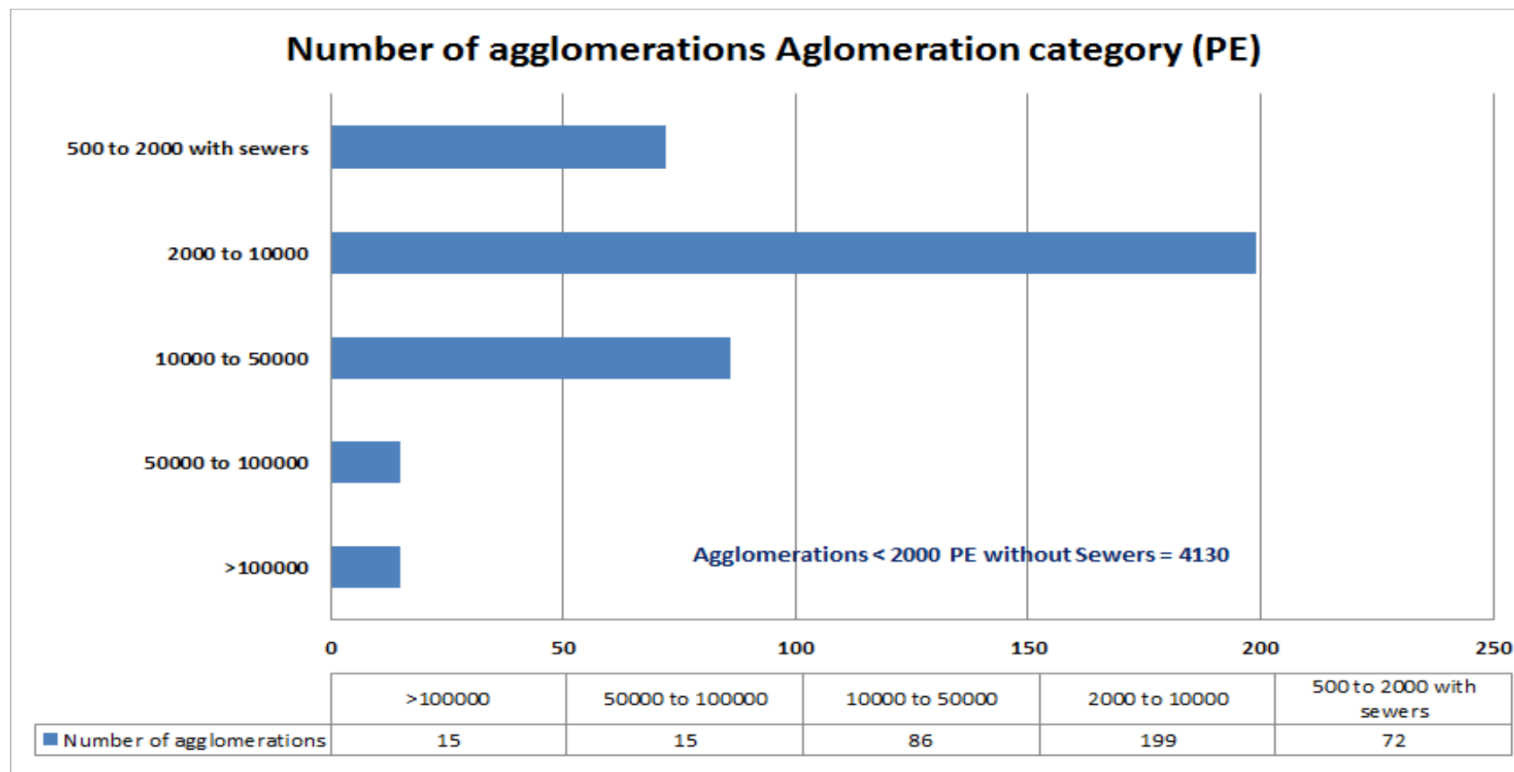 Number of agglomerations Aglomeration category (PE)
500 to 2000 with sewers
2000 to 10000
10000 to 50000
50000 to 100000
>100000
Agglomerations < 2000 PE without Sewers = 4130
0 50 100 150 200 250
>100000 50000 to 100000 10000 to 50000 2000 to 10000 500 to 2000 with
sewers
Number of agglomerations 15 15 86 199 72